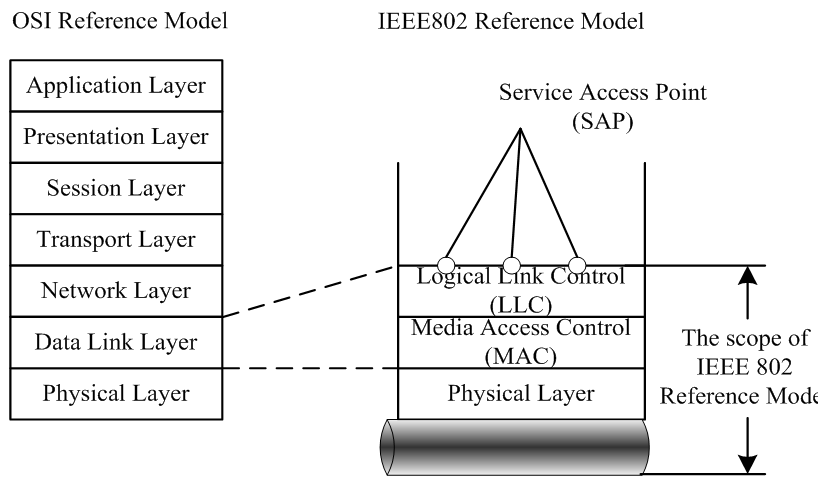 OSI Reference Model
IEEE802 Reference Model
Application Layer
Presentation Layer
Session Layer
Transport Layer
Network Layer
Data Link Layer
Physical Layer
Service Access Point
(SAP)
Logical Link Control
(LLC)
Media Access Control
(MAC)
Physical Layer
The scope of
IEEE 802
Reference Mode